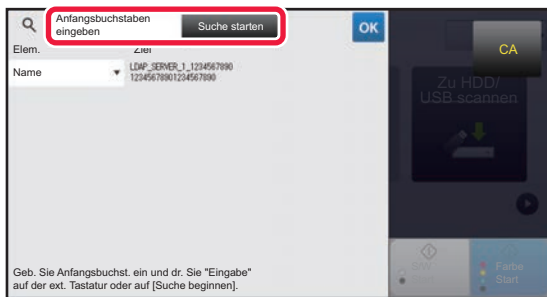 Anfangsbuchstaben
eingeben
Suche starten
OK
CA
Elem.
Ziel
Name
LDAP_SERVER_1_1234567890
12345678901234567890
Zu HDD/
USB scannen
Geb. Sie Anfangsbuchst. ein und dr. Sie "Eingabe"
auf der ext. Tastatur oder auf [Suche beginnen].
S/W
Start
Farbe
Start